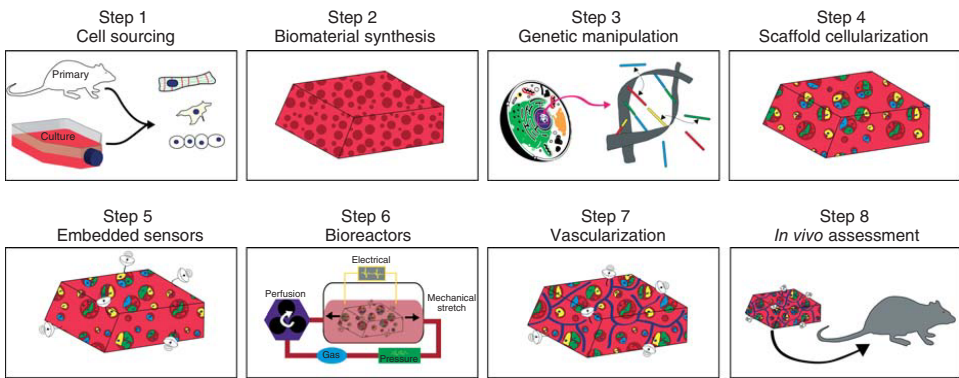 Step 1
Cell sourcing
Step 2
Biomaterial synthesis
Step 3
Genetic manipulation
Step 4
Scaffold cellularization
Primary
Culture
Step 5
Embedded sensors
Step 6
Bioreactors
Step 7
Vascularization
Step 8
In vivo assessment
Electrical
Perfusion
Mechanical
stretch
Gas
Pressure